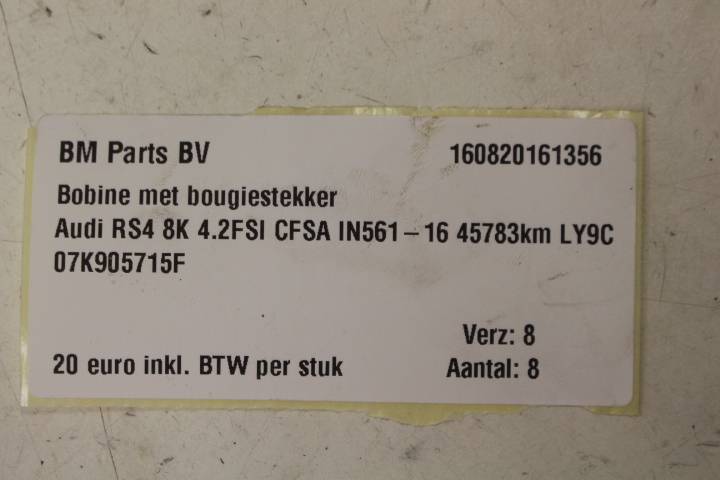 BM Parts BV 160820161356
Bobine met bougiestekker
Audi RS4 8K 4.2FSI CFSA IN561-16 45783km LY9C
07K905715F
Verz: 8
20 euro inkl. BTW per stuk Aantal: 8